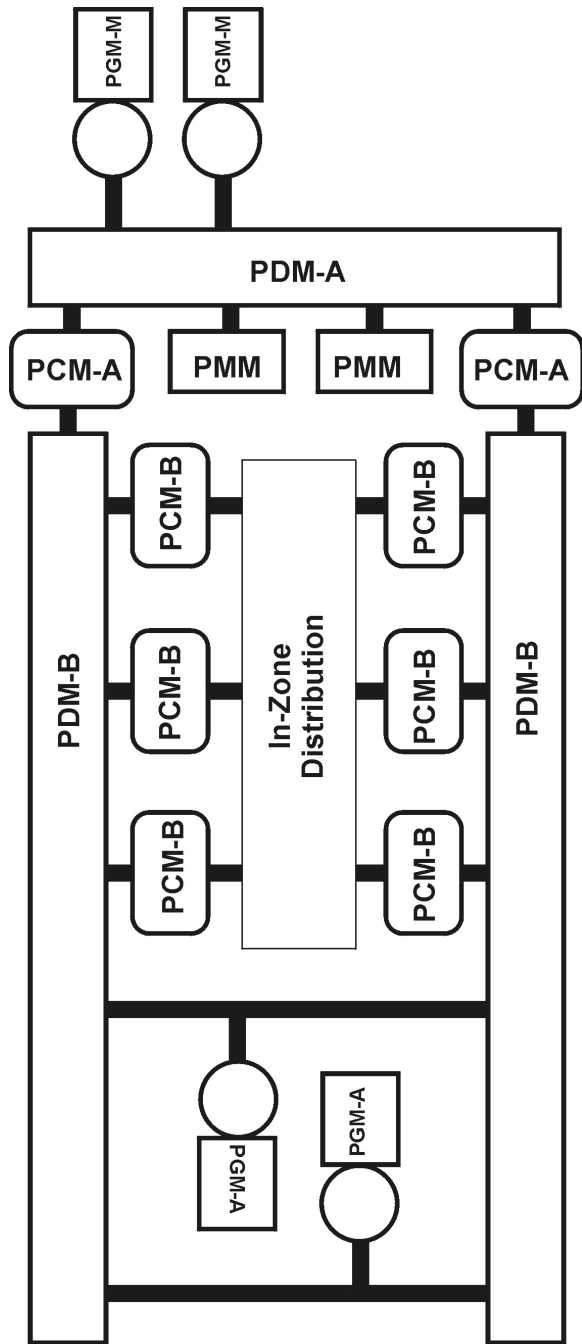 PGM-M
PGM-M
PDM-A
PCM-A
PMM
PMM
PCM-A
PDM-B
PCM-B
PCM-B
PCM-B
In-Zone
Distribution
PCM-B
PCM-B
PCM-B
PDM-B
PGM-A
PGM-A